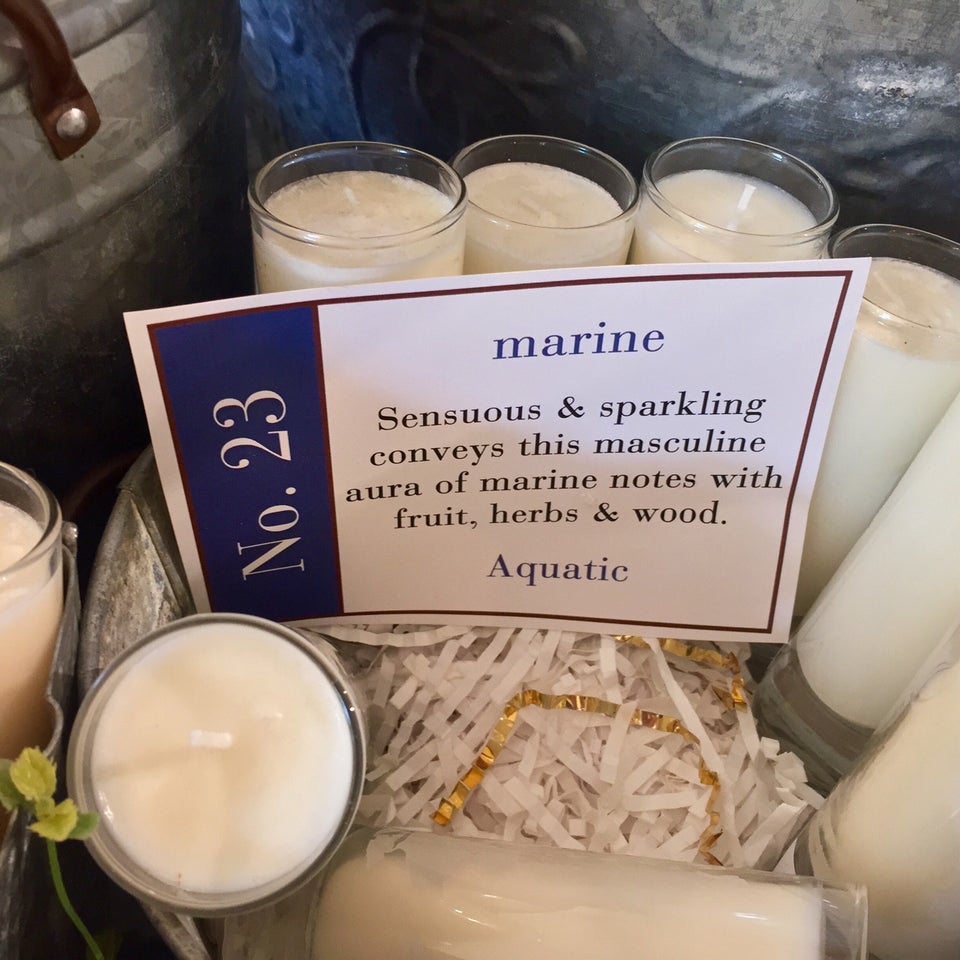 No. 23
marine
Sensuous & sparkling
conveys this masculine
aura of marine notes with
fruit, herbs & wood.
Aquatic